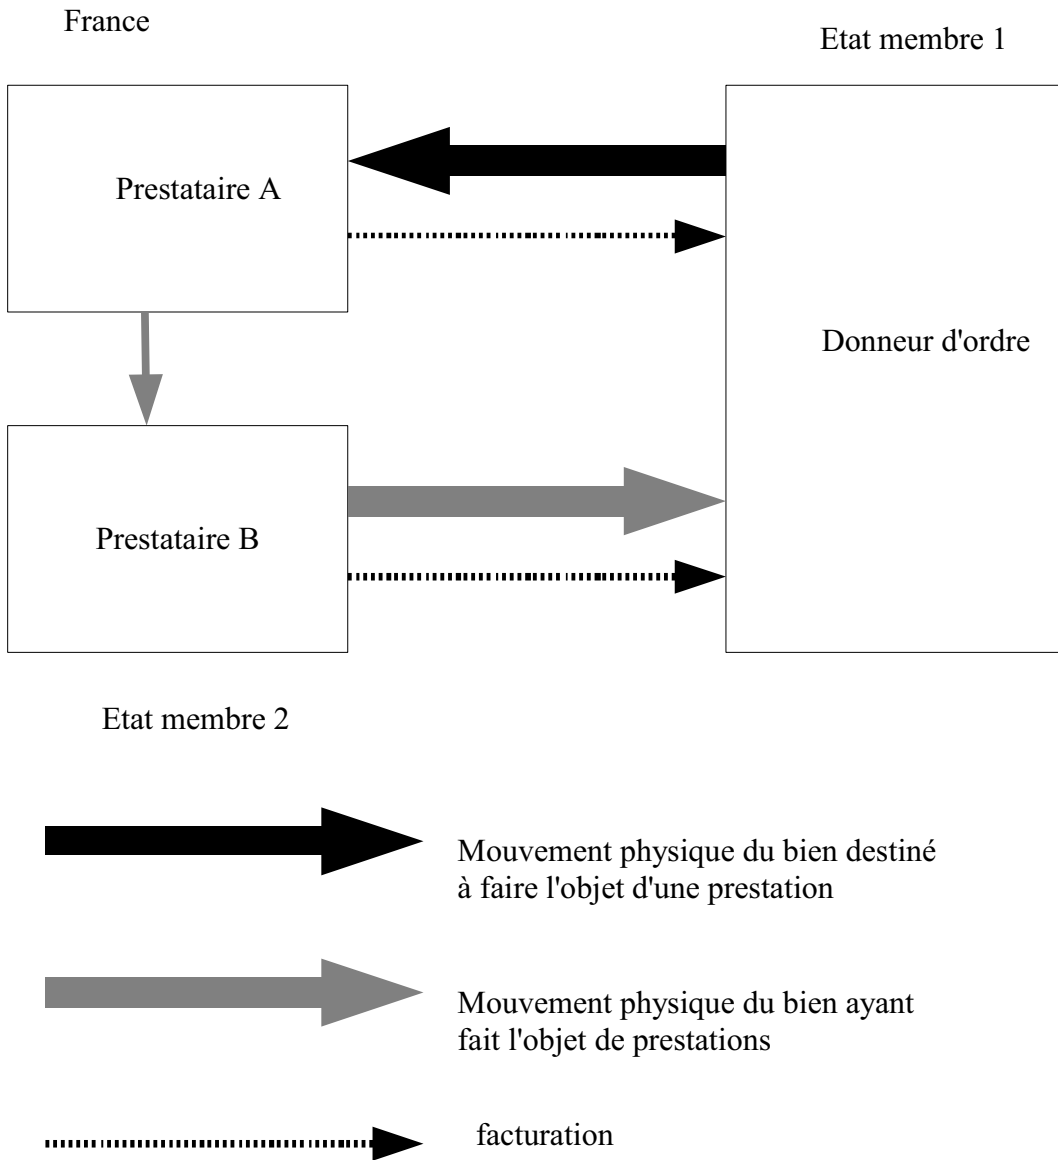 France
Etat membre 1
Prestataire A
Donneur d'ordre
Prestataire B
Etat membre 2
Mouvement physique du bien destiné
à faire l'objet d'une prestation
Mouvement physique du bien ayant
fait l'objet de prestations
facturation